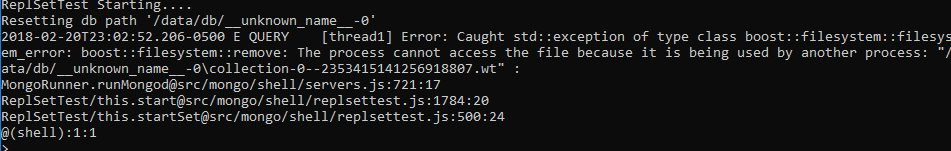 ReplSetTest Starting....
Resetting db path '/data/db/__unknown_name__-0'
2018-02-20T23:02:52.206-0500 E QUERY    [thread1] Error: Caught std::exception of type class boost::filesystem::filesys
em_error: boost::filesystem::remove: The process cannot access the file because it is being used by another process: "/
ata/db/__unknown_name__-0\collection-0--2353415141256918807.wt" :
MongoRunner.runMongod@src/mongo/shell/servers.js:721:17
ReplSetTest/this.start@src/mongo/shell/replsettest.js:1784:20
ReplSetTest/this.startSet@src/mongo/shell/replsettest.js:500:24
@(shell):1:1
>